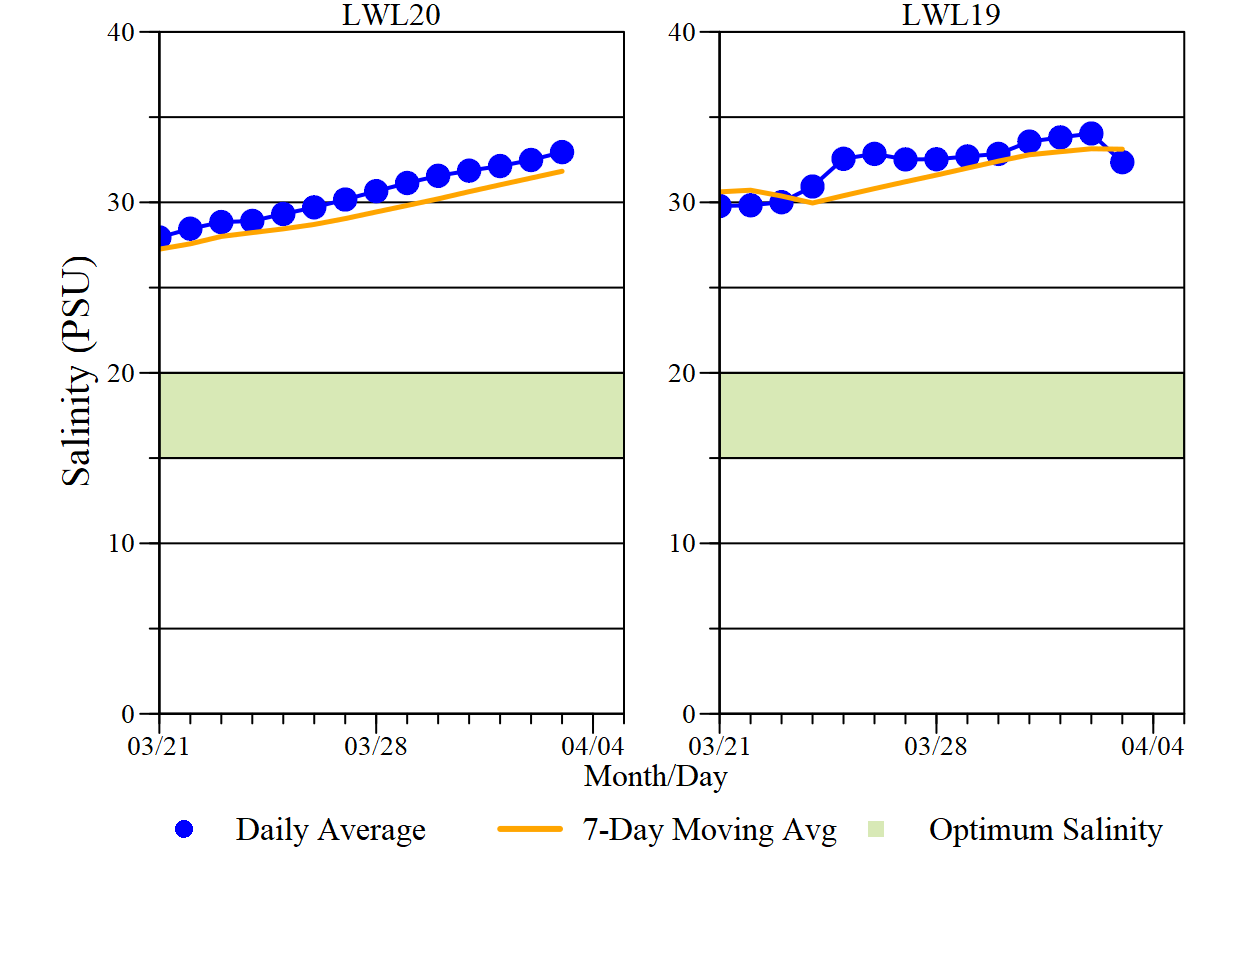 LWL20
LWL19
40
30
20
10
0
40
30
20
10
0
Salinity (PSU)
03/21
03/28
04/04
03/21
03/28
04/04
Month/Day
Daily Average
7-Day Moving Avg
Optimum Salinity